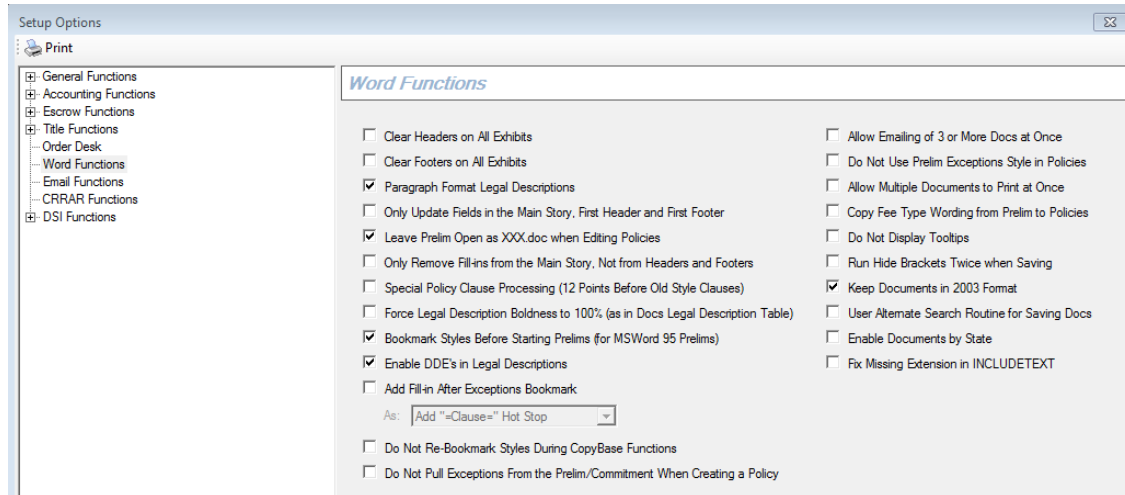 Setup Options
Print
General Functions
Accounting Functions
Escrow Functions
Title Functions
Order Desk
Word Functions
Email Functions
CRRAR Functions
DSI Functions
Word Functions
Clear Headers on All Exhibits
Clear Footers on All Exhibits
Paragraph Format Legal Descriptions
Only Update Fields in the Main Story, First Header and First Footer
Leave Prelim Open as XXX.doc when Editing Policies
Only Remove Fill-ins from the Main Story, Not from Headers and Footers
Special Policy Clause Processing (12 Points Before Old Style Clauses)
Force Legal Description Boldness to 100% (as in Docs Legal Description Table)
Bookmark Styles Before Starting Prelims (for MSWord 95 Prelims)
Enable DDE's in Legal Descriptions
Add Fill-in After Exceptions Bookmark
As: Add "=Clause=" Hot Stop
Do Not Re-Bookmark Styles During CopyBase Functions
Do Not Pull Exceptions From the Prelim/Commitment When Creating a Policy
Allow Emailing of 3 or More Docs at Once
Do Not Use Prelim Exceptions Style in Policies
Allow Multiple Documents to Print at Once
Copy Fee Type Wording from Prelim to Policies
Do Not Display Tooltips
Run Hide Brackets Twice when Saving
Keep Documents in 2003 Format
User Alternate Search Routine for Saving Docs
Enable Documents by State
Fix Missing Extension in INCLUDETEXT